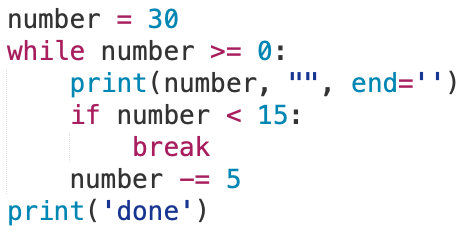 number = 30
while number >= 0:
    print(number, "", end='')
    if number < 15:
        break
    number -= 5
print('done')